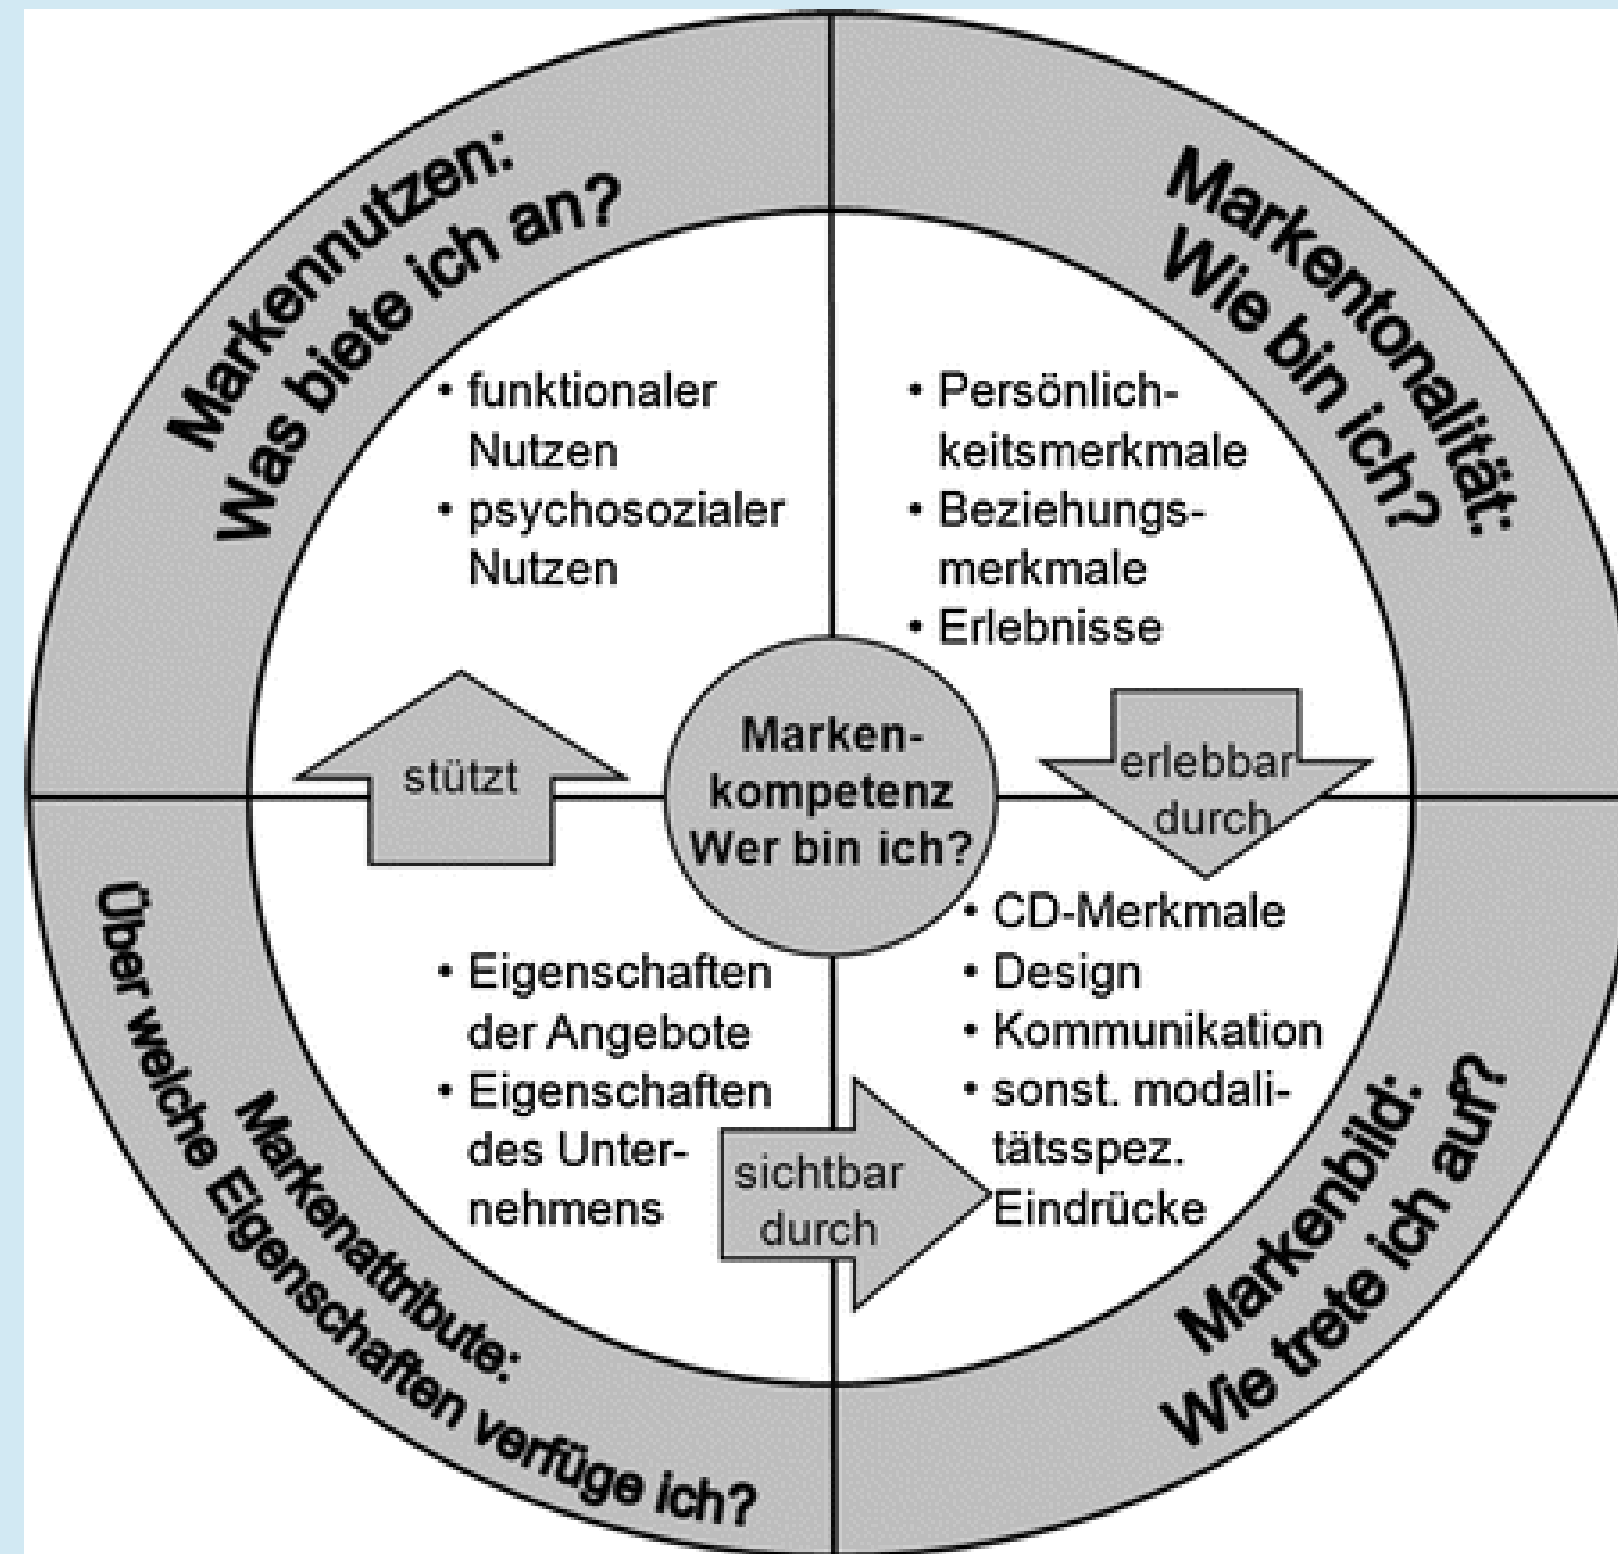 Markennutzen:
Was biete ich an?
Markentonalität:
Wie bin ich?
• funktionaler
Nutzen
• psychosozialer
Nutzen
• Persönlich-
keitsmerkmale
• Beziehungs-
merkmale
• Erlebnisse
stützt
Marken-
kompetenz
Wer bin ich?
erlebbar
durch
• Eigenschaften
der Angebote
• Eigenschaften
des Unter-
nehmens
sichtbar
durch
• CD-Merkmale
• Design
• Kommunikation
• sonst. modali-
tätsspez.
Eindrücke
Markenattribute:
Über welche Eigenschaften verfüge ich?
Markenbild:
Wie trete ich auf?